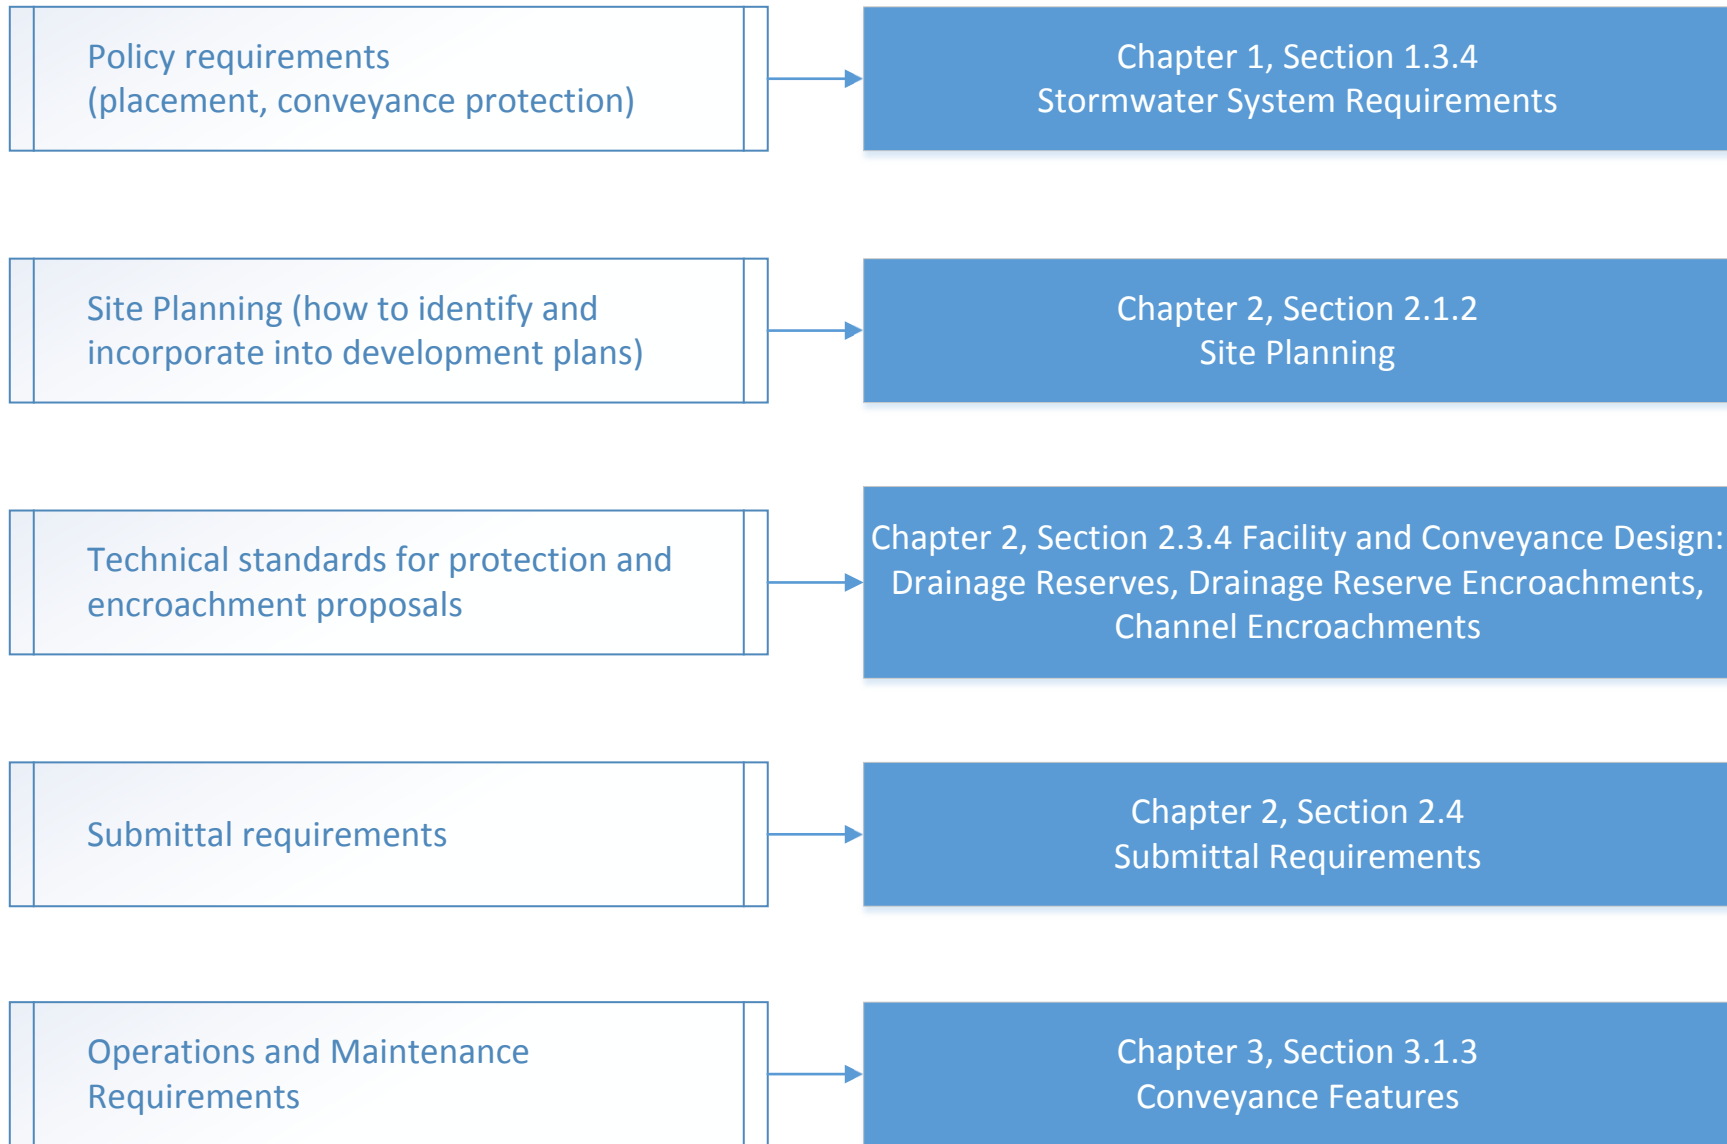 Policy requirements
(placement, conveyance protection)
Chapter 1, Section 1.3.4
Stormwater System Requirements
Site Planning (how to identify and
incorporate into development plans)
Chapter 2, Section 2.1.2
Site Planning
Technical standards for protection and
encroachment proposals
Chapter 2, Section 2.3.4 Facility and Conveyance Design:
Drainage Reserves, Drainage Reserve Encroachments,
Channel Encroachments
Submittal requirements
Chapter 2, Section 2.4
Submittal Requirements
Operations and Maintenance
Requirements
Chapter 3, Section 3.1.3
Conveyance Features